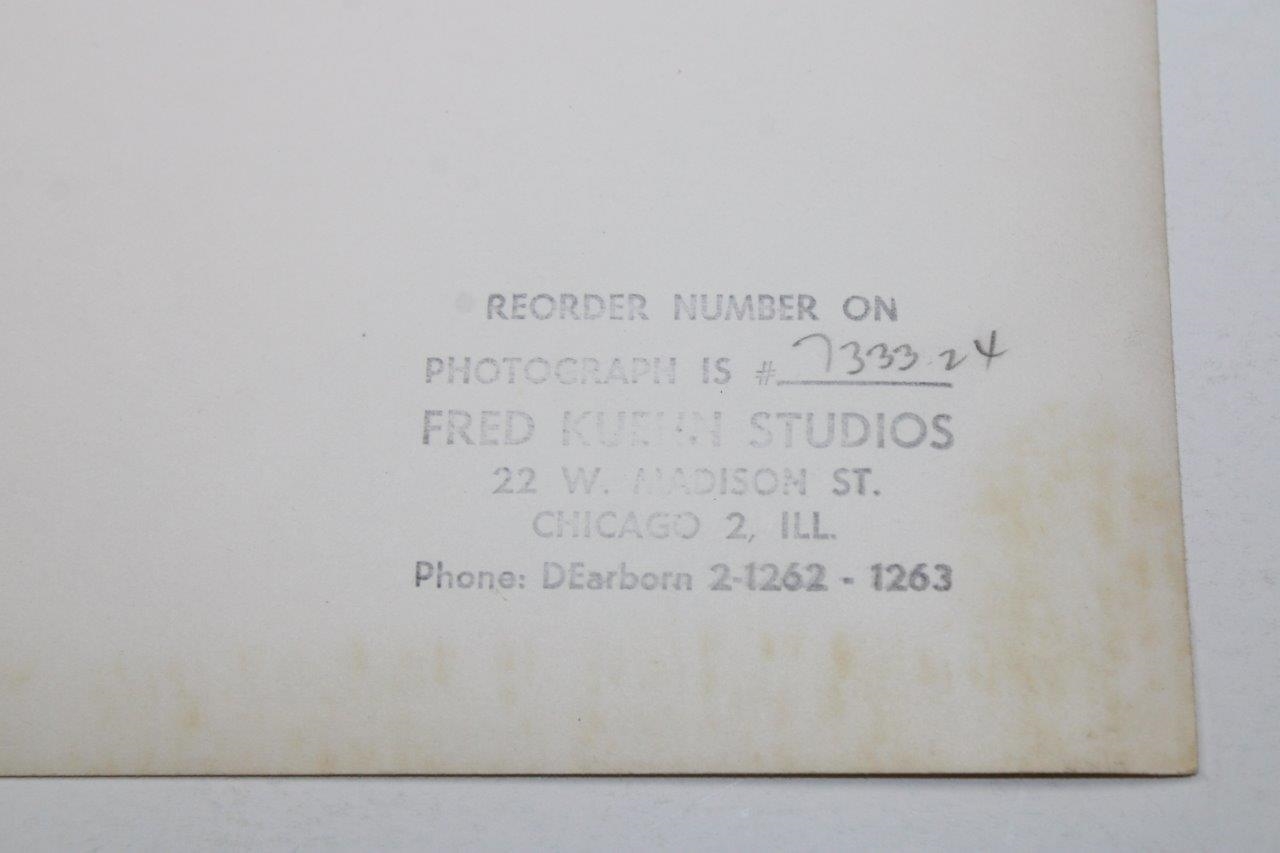 REORDER NUMBER ON
PHOTOGRAPH IS # 7333-24
FRED KUEHN STUDIOS
22 W. MADISON ST.
CHICAGO 2, ILL.
Phone: DEarborn 2-1262 - 1263